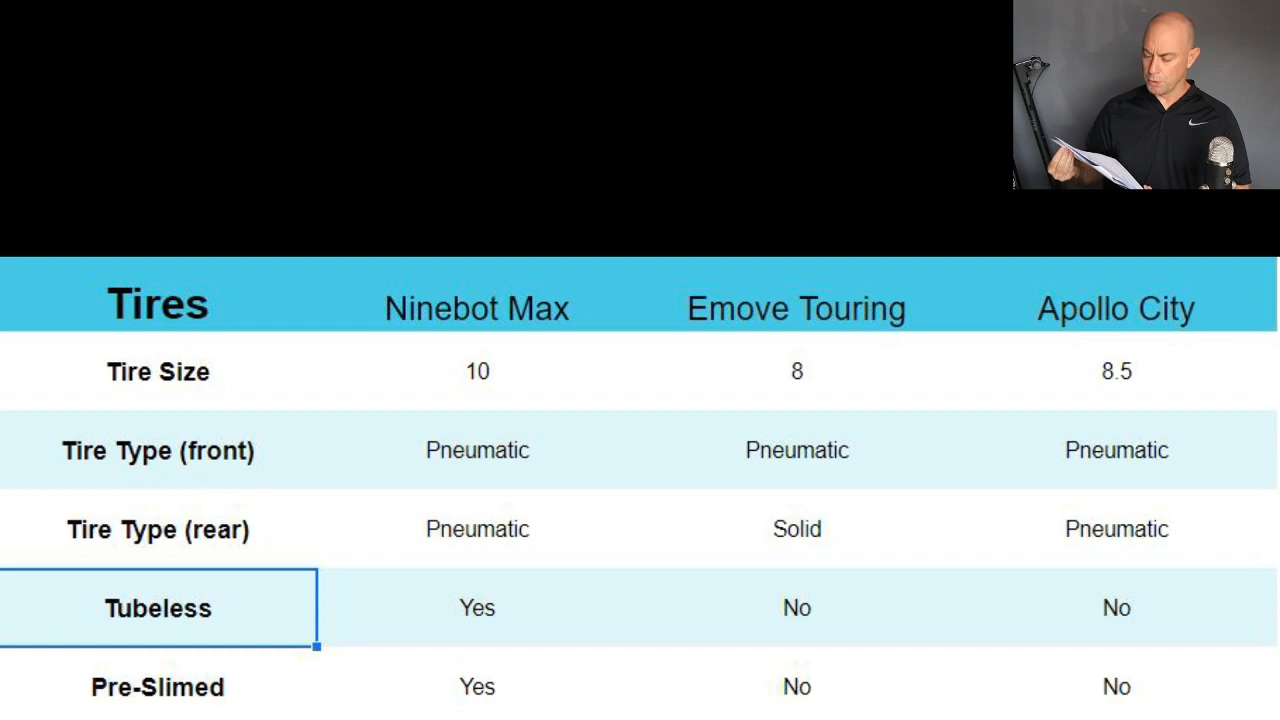 Tires Ninebot Max Emove Touring Apollo City
Tire Size 10 8 8.5
Tire Type (front) Pneumatic Pneumatic Pneumatic
Tire Type (rear) Pneumatic Solid Pneumatic
Tubeless Yes No No
Pre-Slimed Yes No No